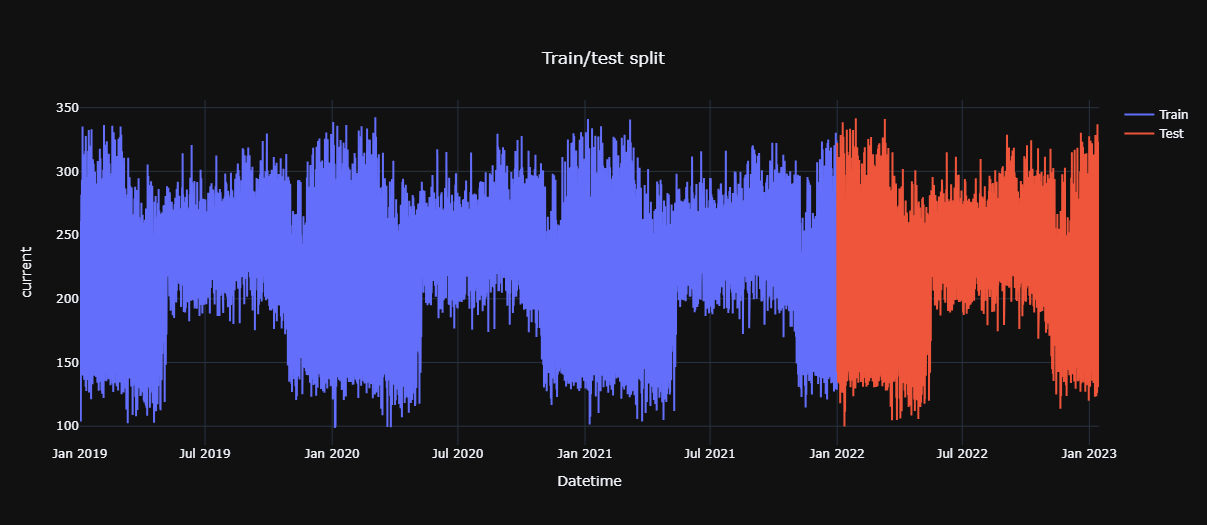 Train/test split
Train
Test
current
350
300
250
200
150
100
Jan 2019 Jul 2019 Jan 2020 Jul 2020 Jan 2021 Jul 2021 Jan 2022 Jul 2022 Jan 2023
Datetime